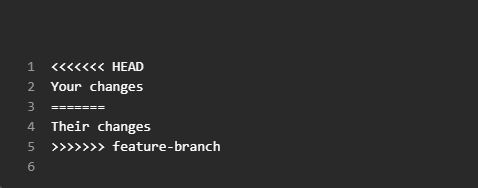 1 <<<<<<< HEAD
2 Your changes
3 =======
4 Their changes
5 >>>>>>> feature-branch
6